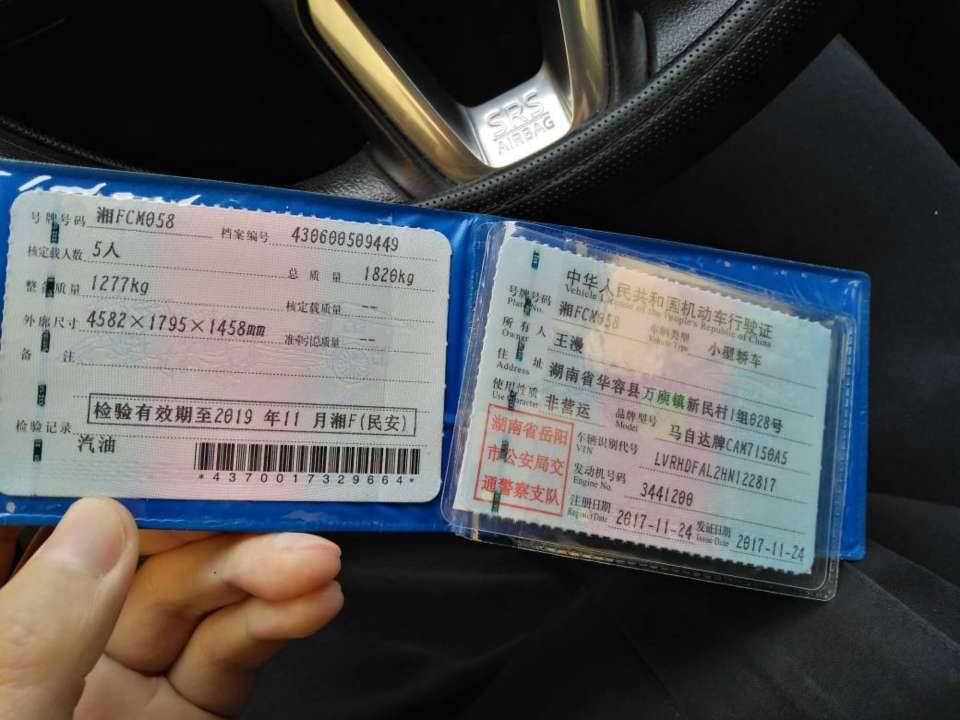 SRS
AIRBAG
号牌号码 湘FCM058 档案编号 430600509449
核定载人数 5人 总质量 1820kg
整备质量 1277kg 核定载质量 --
外廓尺寸 4582×1795×1458mm 准牵引总质量 --
备注
检验有效期至2019年11月湘F(民安)
检验记录
汽油
*4370017329664*
中华人民共和国机动车行驶证
Vehicle of the People's Republic of China
号牌号码 湘FCM058 车辆类型 小型轿车
Plate No. Vehicle Type
所有人 王漫
Owner
住址 湖南省华容县万庾镇新民村1组028号
Address
使用性质 非营运 品牌型号 马自达牌CAM7150A5
Use Character Model
湖南省岳阳
市公安局交
通警察支队
车辆识别代号 LVRHDFAL2HN122817
VIN
发动机号码 3441200
Engine No.
注册日期 2017-11-24 发证日期 2017-11-24
Register Date Issue Date